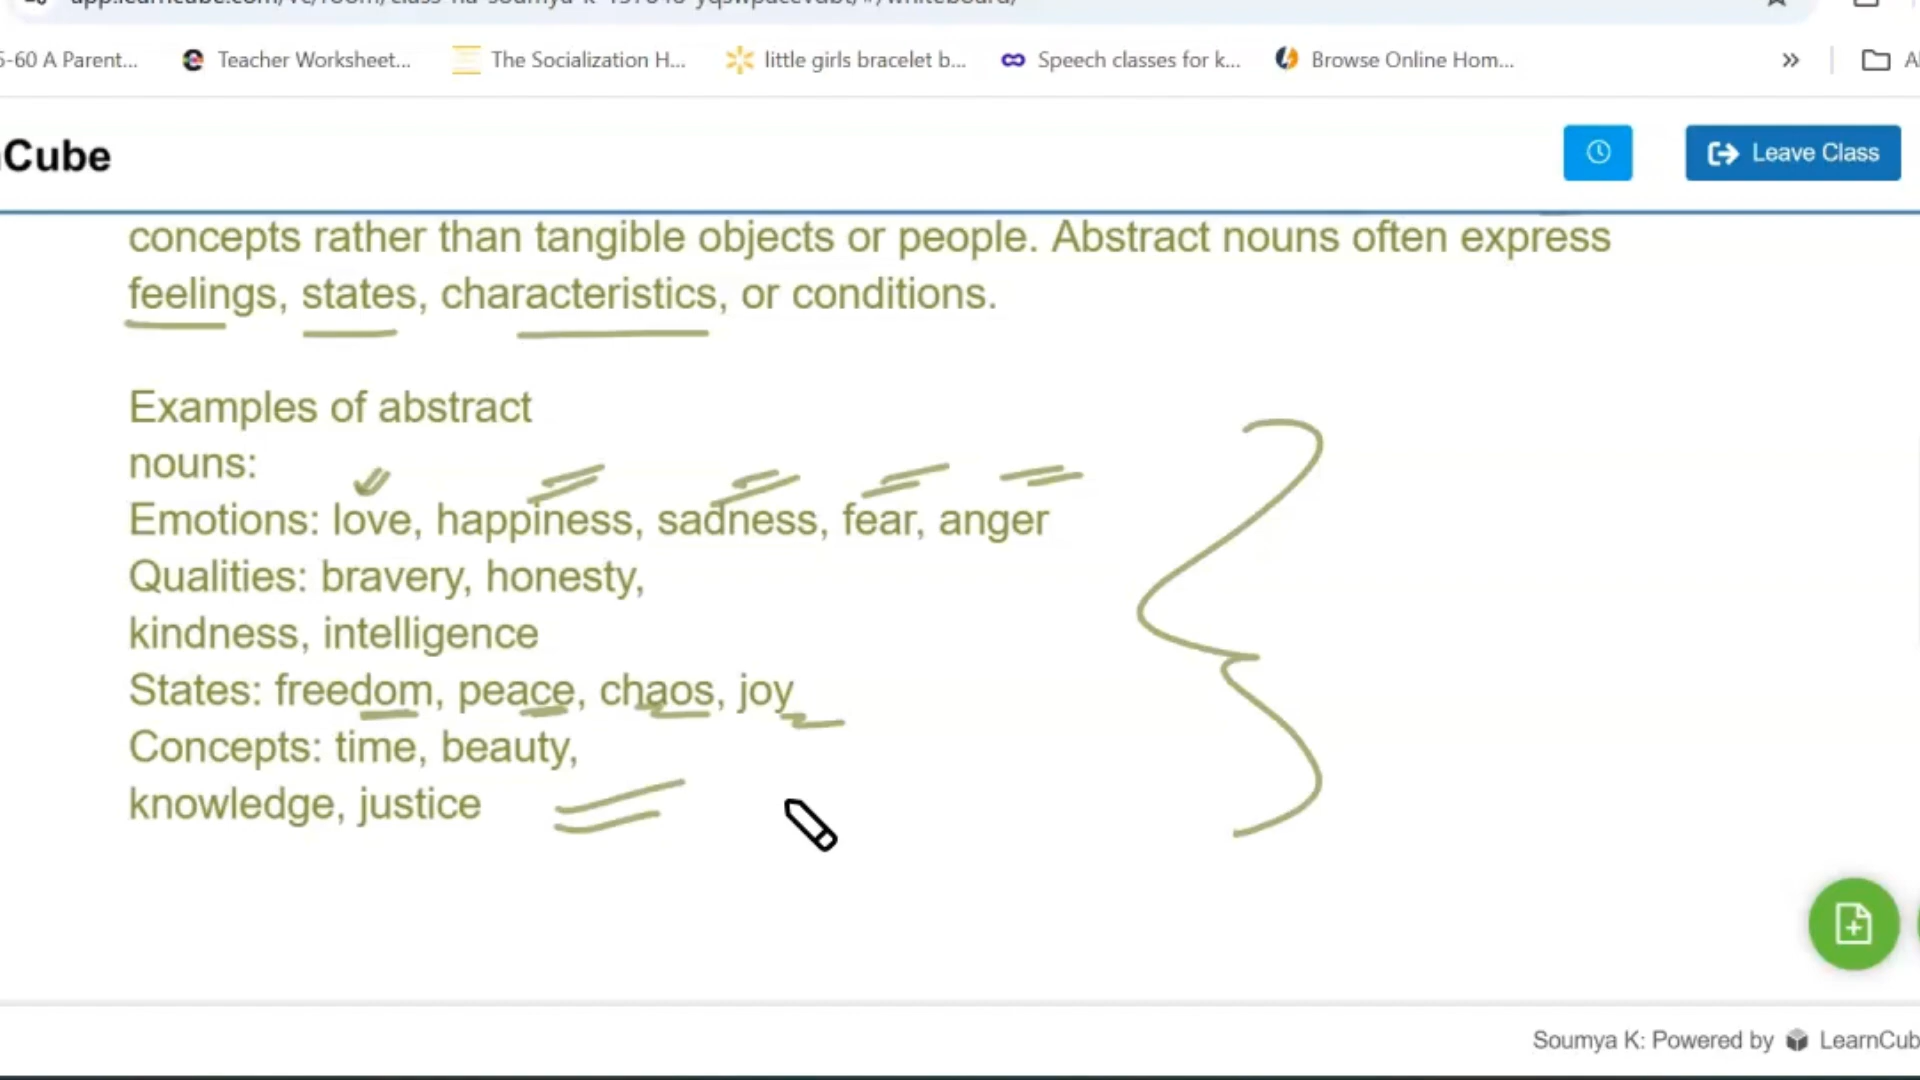 5-60 A Parent... Teacher Worksheet... The Socialization H... little girls bracelet b... Speech classes for k... Browse Online Hom... »
Cube
Leave Class
concepts rather than tangible objects or people. Abstract nouns often express
feelings, states, characteristics, or conditions.
Examples of abstract
nouns:
Emotions: love, happiness, sadness, fear, anger
Qualities: bravery, honesty,
kindness, intelligence
States: freedom, peace, chaos, joy
Concepts: time, beauty,
knowledge, justice
Soumya K: Powered by LearnCub